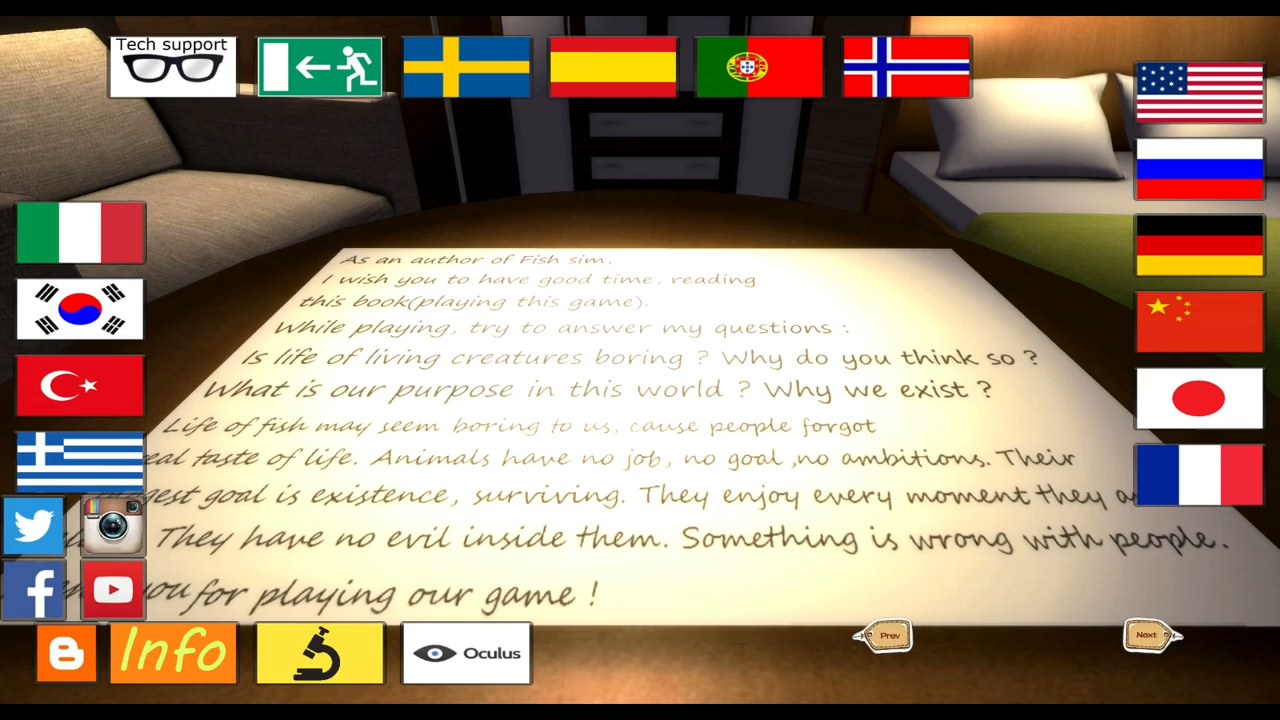 Tech support
As an author of Fish sim.
I wish you to have good time, reading
this book(playing this game).
While playing, try to answer my questions :
Is life of living creatures boring ? Why do you think so ?
What is our purpose in this world ? Why we exist ?
Life of fish may seem boring to us, cause people forgot
taste of life. Animals have no job, no goal ,no ambitions. Their
goal is existence, surviving. They enjoy every moment they
They have no evil inside them. Something is wrong with people.
you for playing our game !
Prev
Next
Info
Oculus